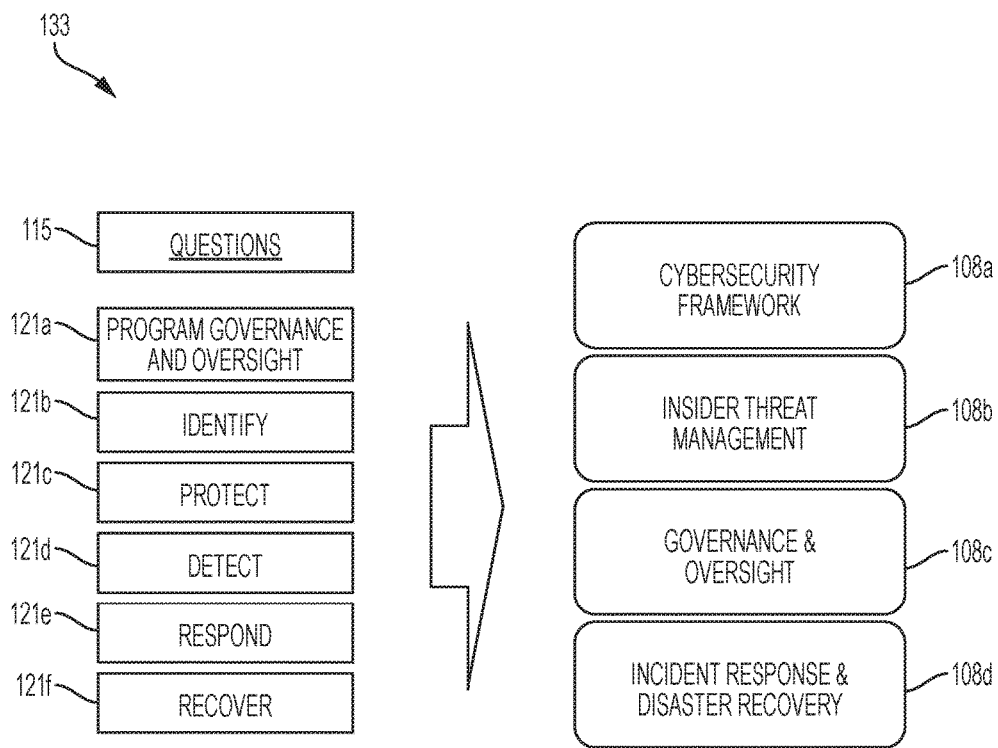 133
115
QUESTIONS
121a
PROGRAM GOVERNANCE
AND OVERSIGHT
121b
IDENTIFY
121c
PROTECT
121d
DETECT
121e
RESPOND
121f
RECOVER
CYBERSECURITY
FRAMEWORK
108a
INSIDER THREAT
MANAGEMENT
108b
GOVERNANCE &
OVERSIGHT
108c
INCIDENT RESPONSE &
DISASTER RECOVERY
108d